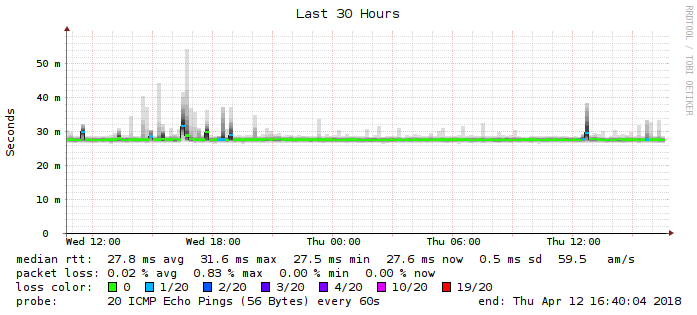 Last 30 Hours
RRDTOOL / TOBI OETIKER
Seconds
50 m
40 m
30 m
20 m
10 m
0
Wed 12:00 Wed 18:00 Thu 00:00 Thu 06:00 Thu 12:00
median rtt: 27.8 ms avg 31.6 ms max 27.5 ms min 27.6 ms now 0.5 ms sd 59.5 am/s
packet loss: 0.02 % avg 0.83 % max 0.00 % min 0.00 % now
loss color: 0 1/20 2/20 3/20 4/20 10/20 19/20
probe: 20 ICMP Echo Pings (56 Bytes) every 60s end: Thu Apr 12 16:40:04 2018